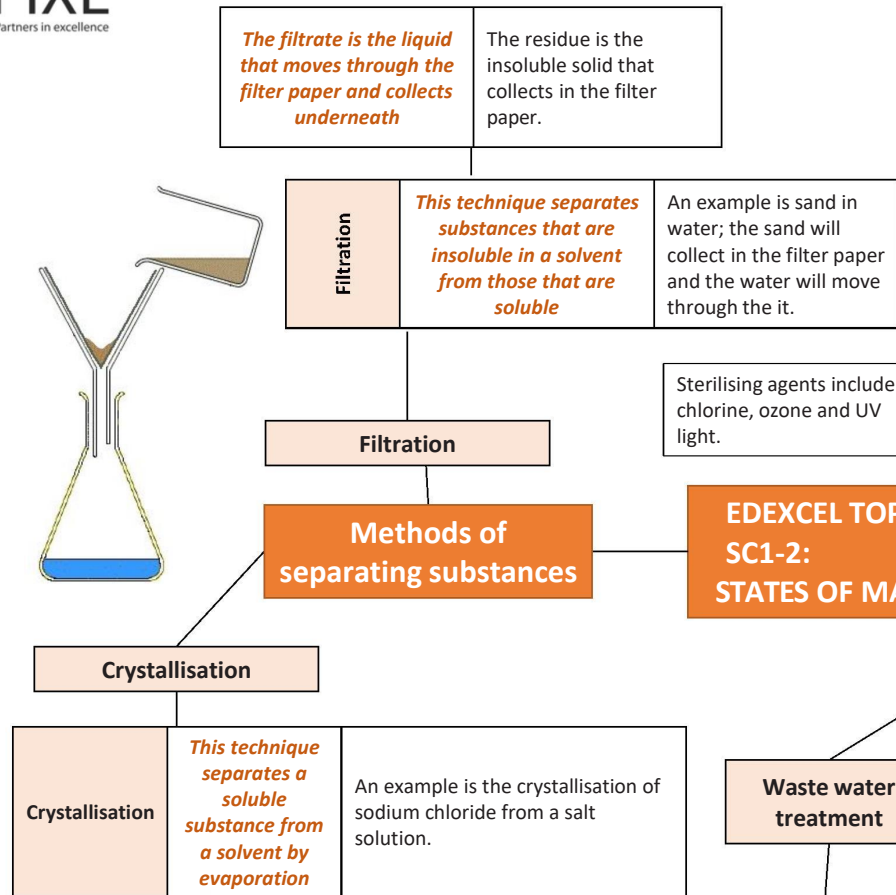 Partners in excellence
The filtrate is the liquid
that moves through the
filter paper and collects
underneath
The residue is the
insoluble solid that
collects in the filter
paper.
Filtration
This technique separates
substances that are
insoluble in a solvent
from those that are
soluble
An example is sand in
water; the sand will
collect in the filter paper
and the water will move
through the it.
Sterilising agents include
chlorine, ozone and UV
light.
Filtration
Methods of
separating substances
EDEXCEL TOP
SC1-2:
STATES OF MA
Crystallisation
Crystallisation
This technique
separates a
soluble
substance from
a solvent by
evaporation
An example is the crystallisation of
sodium chloride from a salt
solution.
Waste water
treatment